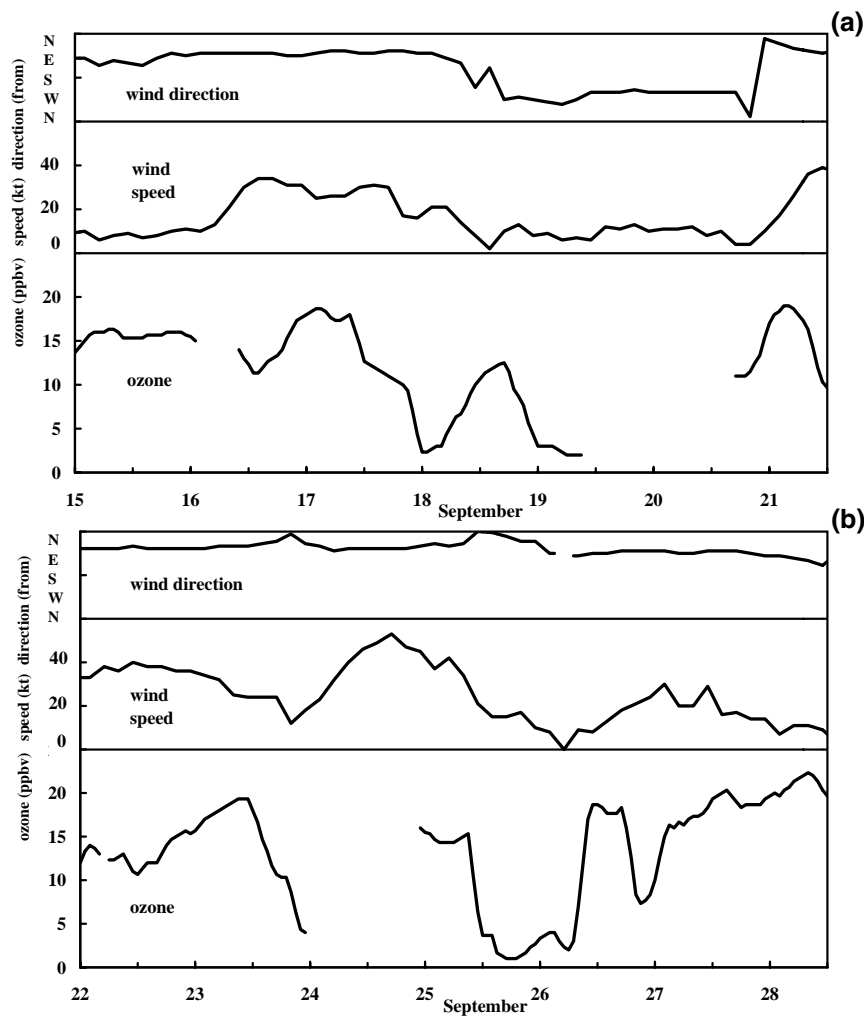 (a)
N
E
S
W
N
wind direction
direction (from)
40
20
0
wind
speed
speed (kt)
20
15
10
5
0
ozone
ozone (ppbv)
15 16 17 18 19 20 21
September
(b)
N
E
S
W
N
wind direction
direction (from)
40
20
0
wind
speed
speed (kt)
20
15
10
5
0
ozone
ozone (ppbv)
22 23 24 25 26 27 28
September